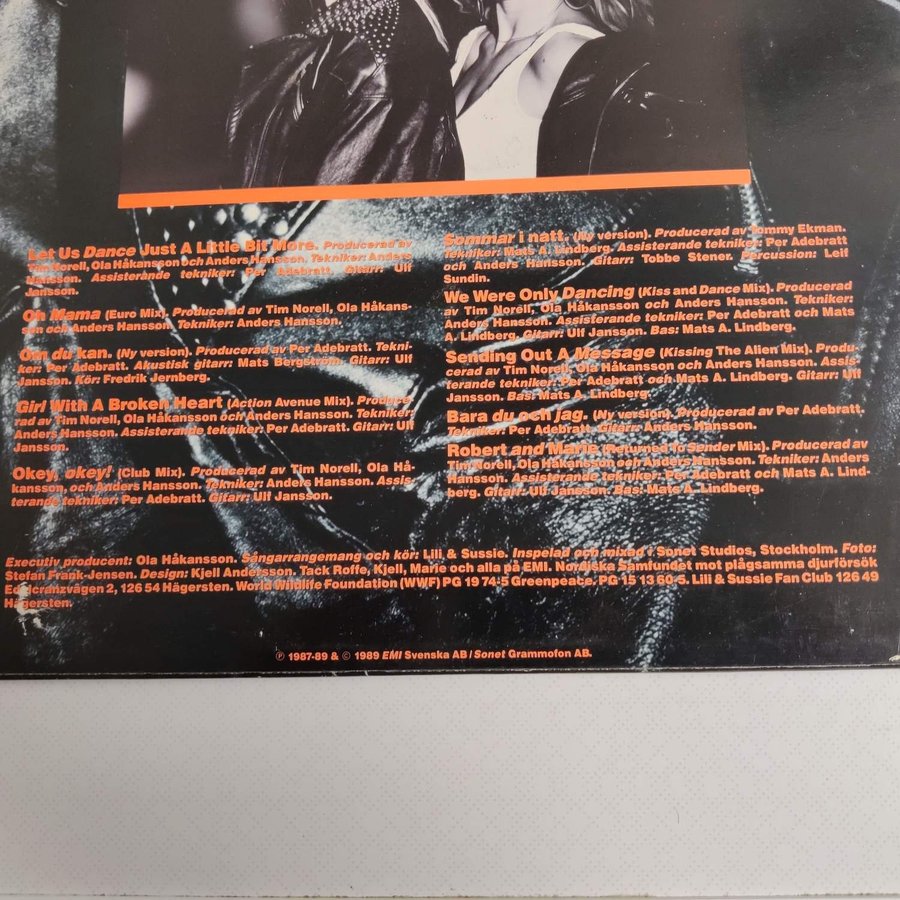 Let Us Dance Just A Little Bit More. Producerad av
Tim Norell, Ola Håkansson och Anders Hansson. Tekniker: Anders
Hansson. Assisterande tekniker: Per Adebratt. Gitarr: Ulf
Jansson.
Oh Mama (Euro Mix). Producerad av Tim Norell, Ola Håkans-
son och Anders Hansson. Tekniker: Anders Hansson.
Om du kan. (Ny version). Producerad av Per Adebratt. Tekni-
ker: Per Adebratt. Akustisk gitarr: Mats Bergström. Gitarr: Ulf
Jansson. Kör: Fredrik Jernberg.
Girl With A Broken Heart (Action Avenue Mix). Produce-
rad av Tim Norell, Ola Håkansson och Anders Hansson. Tekniker:
Anders Hansson. Assisterande tekniker: Per Adebratt. Gitarr: Ulf
Jansson.
Okey, okey! (Club Mix). Producerad av Tim Norell, Ola Hå-
kansson, och Anders Hansson. Tekniker: Anders Hansson. Assis-
terande tekniker: Per Adebratt. Gitarr: Ulf Jansson.
Sommar i natt. (Ny version). Producerad av Tommy Ekman.
Tekniker: Mats A. Lindberg. Assisterande tekniker: Per Adebratt
och Anders Hansson. Gitarr: Tobbe Stener. Percussion: Leif
Sundin.
We Were Only Dancing (Kiss and Dance Mix). Producerad
av Tim Norell, Ola Håkansson och Anders Hansson. Tekniker:
Anders Hansson. Assisterande tekniker: Per Adebratt och Mats
A. Lindberg. Gitarr: Ulf Jansson. Bas: Mats A. Lindberg.
Sending Out A Message (Kissing The Alien Mix). Produ-
cerad av Tim Norell, Ola Håkansson och Anders Hansson. Assis-
terande tekniker: Per Adebratt och Mats A. Lindberg. Gitarr: Ulf
Jansson. Bas: Mats A. Lindberg.
Bara du och jag. (Ny version). Producerad av Per Adebratt.
Tekniker: Per Adebratt. Gitarr: Anders Hansson.
Robert and Marie (Returned To Sender Mix). Producerad av
Tim Norell, Ola Håkansson och Anders Hansson. Tekniker: Anders
Hansson. Assisterande tekniker: Per Adebratt och Mats A. Lind-
berg. Gitarr: Ulf Jansson. Bas: Mats A. Lindberg.
Executiv producent: Ola Håkansson. Sångarrangemang och kör: Lili & Sussie. Inspelad och mixad i Sonet Studios, Stockholm. Foto:
Stefan Frank-Jensen. Design: Kjell Andersson. Tack Roffe, Kjell, Marie och alla på EMI. Nordiska Samfundet mot plågsamma djurförsök
Edelcranzvägen 2, 126 54 Hägersten. World Wildlife Foundation (WWF) PG 19 74-5 Greenpeace. PG 15 13 60-5. Lili & Sussie Fan Club 126 49
Hägersten.
℗ 1987-89 & © 1989 EMI Svenska AB / Sonet Grammofon AB.